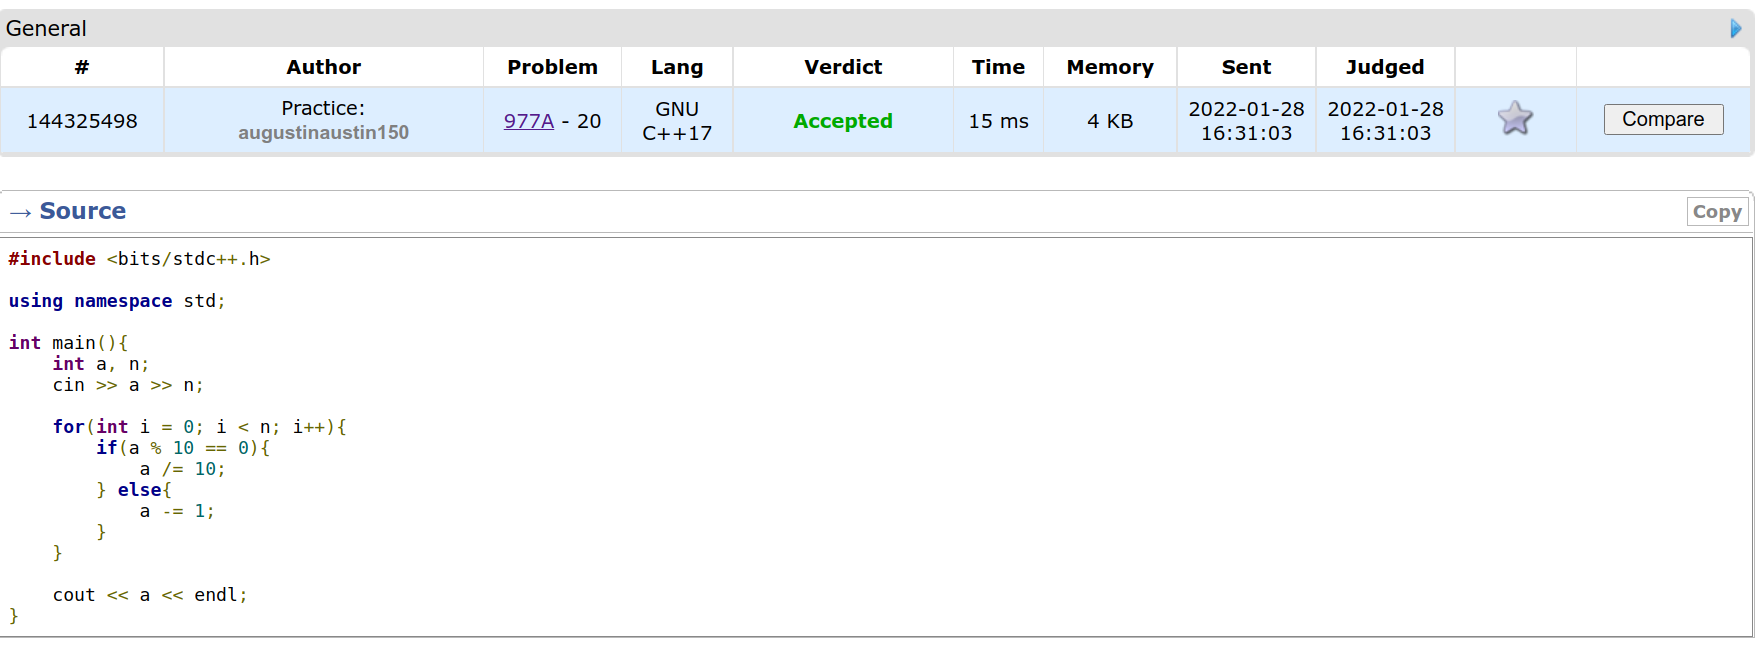 General
# Author Problem Lang Verdict Time Memory Sent Judged
144325498 Practice: augustinaustin150 977A - 20 GNU C++17 Accepted 15 ms 4 KB 2022-01-28 16:31:03 2022-01-28 16:31:03 Compare
→ Source Copy
#include <bits/stdc++.h>
using namespace std;
int main(){
    int a, n;
    cin >> a >> n;
    for(int i = 0; i < n; i++){
        if(a % 10 == 0){
            a /= 10;
        } else{
            a -= 1;
        }
    }
    cout << a << endl;
}